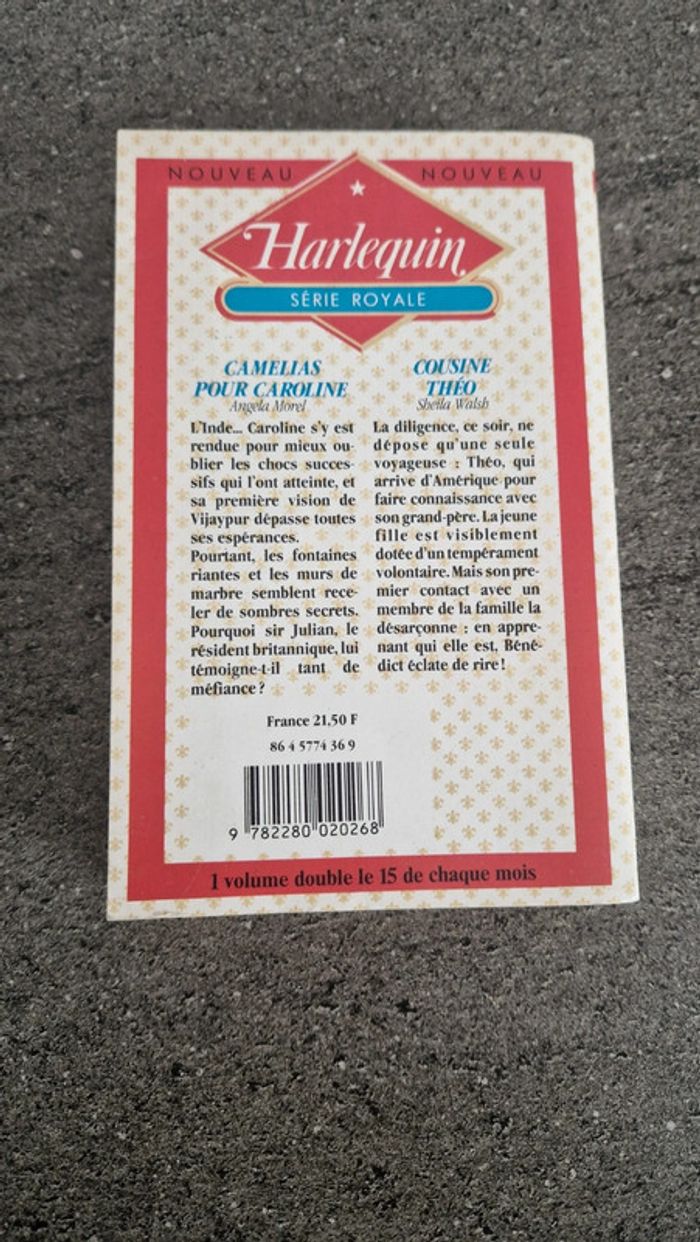 NOUVEAU NOUVEAU
Harlequin
SÉRIE ROYALE
CAMELIAS
POUR CAROLINE
Angela Morel
L'Inde... Caroline s'y est
rendue pour mieux ou-
blier les chocs succes-
sifs qui l'ont atteinte, et
sa première vision de
Vijaypur dépasse toutes
ses espérances.
Pourtant, les fontaines
riantes et les murs de
marbre semblent rece-
ler de sombres secrets.
Pourquoi sir Julian, le
résident britannique, lui
témoigne-t-il tant de
méfiance ?
COUSINE
THÉO
Sheila Walsh
La diligence, ce soir, ne
dépose qu'une seule
voyageuse : Théo, qui
arrive d'Amérique pour
faire connaissance avec
son grand-père. La jeune
fille est visiblement
dotée d'un tempérament
volontaire. Mais son pre-
mier contact avec un
membre de la famille la
désarçonne : en appre-
nant qui elle est, Béné-
dict éclate de rire !
France 21,50 F
86 4 5774 36 9
9 782280 020268
1 volume double le 15 de chaque mois